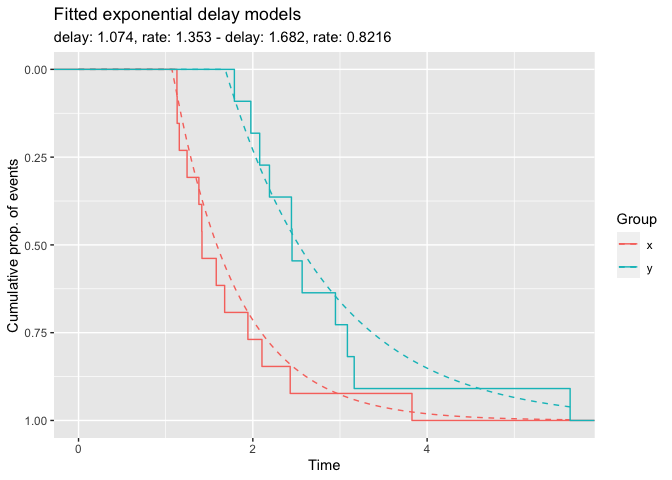 Fitted exponential delay models
delay: 1.074, rate: 1.353 - delay: 1.682, rate: 0.8216
Cumulative prop. of events
0.00
0.25
0.50
0.75
1.00
0
2
4
Time
Group
x
y